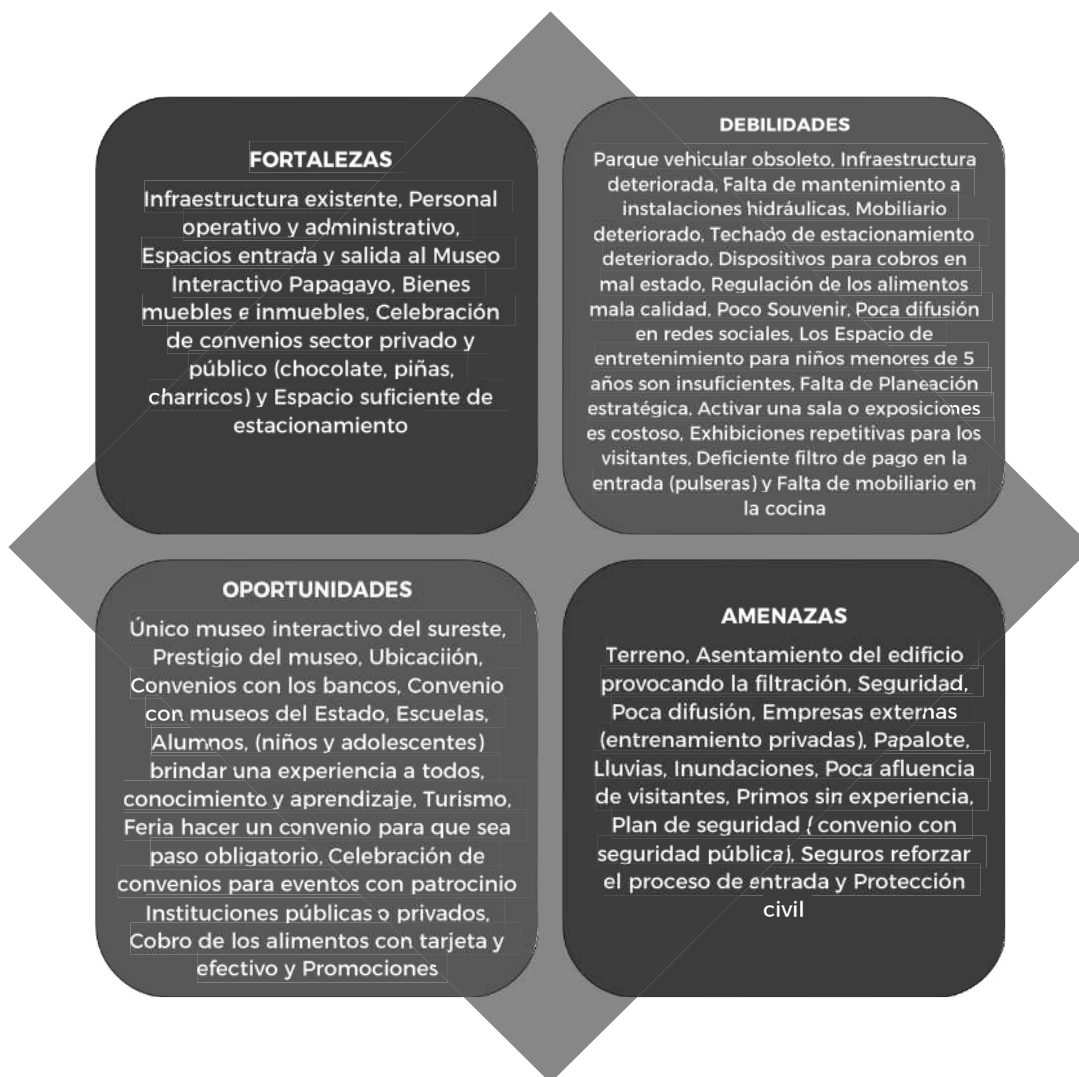 FORTALEZAS
Infraestructura existente, Personal
operativo y administrativo,
Espacios entrada y salida al Museo
Interactivo Papagayo, Bienes
muebles e inmuebles, Celebración
de convenios sector privado y
público (chocolate, piñas,
charricos) y Espacio suficiente de
estacionamiento
DEBILIDADES
Parque vehicular obsoleto, Infraestructura
deteriorada, Falta de mantenimiento a
instalaciones hidráulicas, Mobiliario
deteriorado, Techado de estacionamiento
deteriorado, Dispositivos para cobros en
mal estado, Regulación de los alimentos
mala calidad, Poco Souvenir, Poca difusión
en redes sociales, Los Espacio de
entretenimiento para niños menores de 5
años son insuficientes, Falta de Planeación
estratégica, Activar una sala o exposiciones
es costoso, Exhibiciones repetitivas para los
visitantes, Deficiente filtro de pago en la
entrada (pulseras) y Falta de mobiliario en
la cocina
OPORTUNIDADES
Único museo interactivo del sureste,
Prestigio del museo, Ubicaciión,
Convenios con los bancos, Convenio
con museos del Estado, Escuelas,
Alumnos, (niños y adolescentes)
brindar una experiencia a todos,
conocimiento y aprendizaje, Turismo,
Feria hacer un convenio para que sea
paso obligatorio, Celebración de
convenios para eventos con patrocinio
Instituciones públicas o privados,
Cobro de los alimentos con tarjeta y
efectivo y Promociones
AMENAZAS
Terreno, Asentamiento del edificio
provocando la filtración, Seguridad,
Poca difusión, Empresas externas
(entrenamiento privadas), Papalote,
Lluvias, Inundaciones, Poca afluencia
de visitantes, Primos sin experiencia,
Plan de seguridad ( convenio con
seguridad pública), Seguros reforzar
el proceso de entrada y Protección
civil